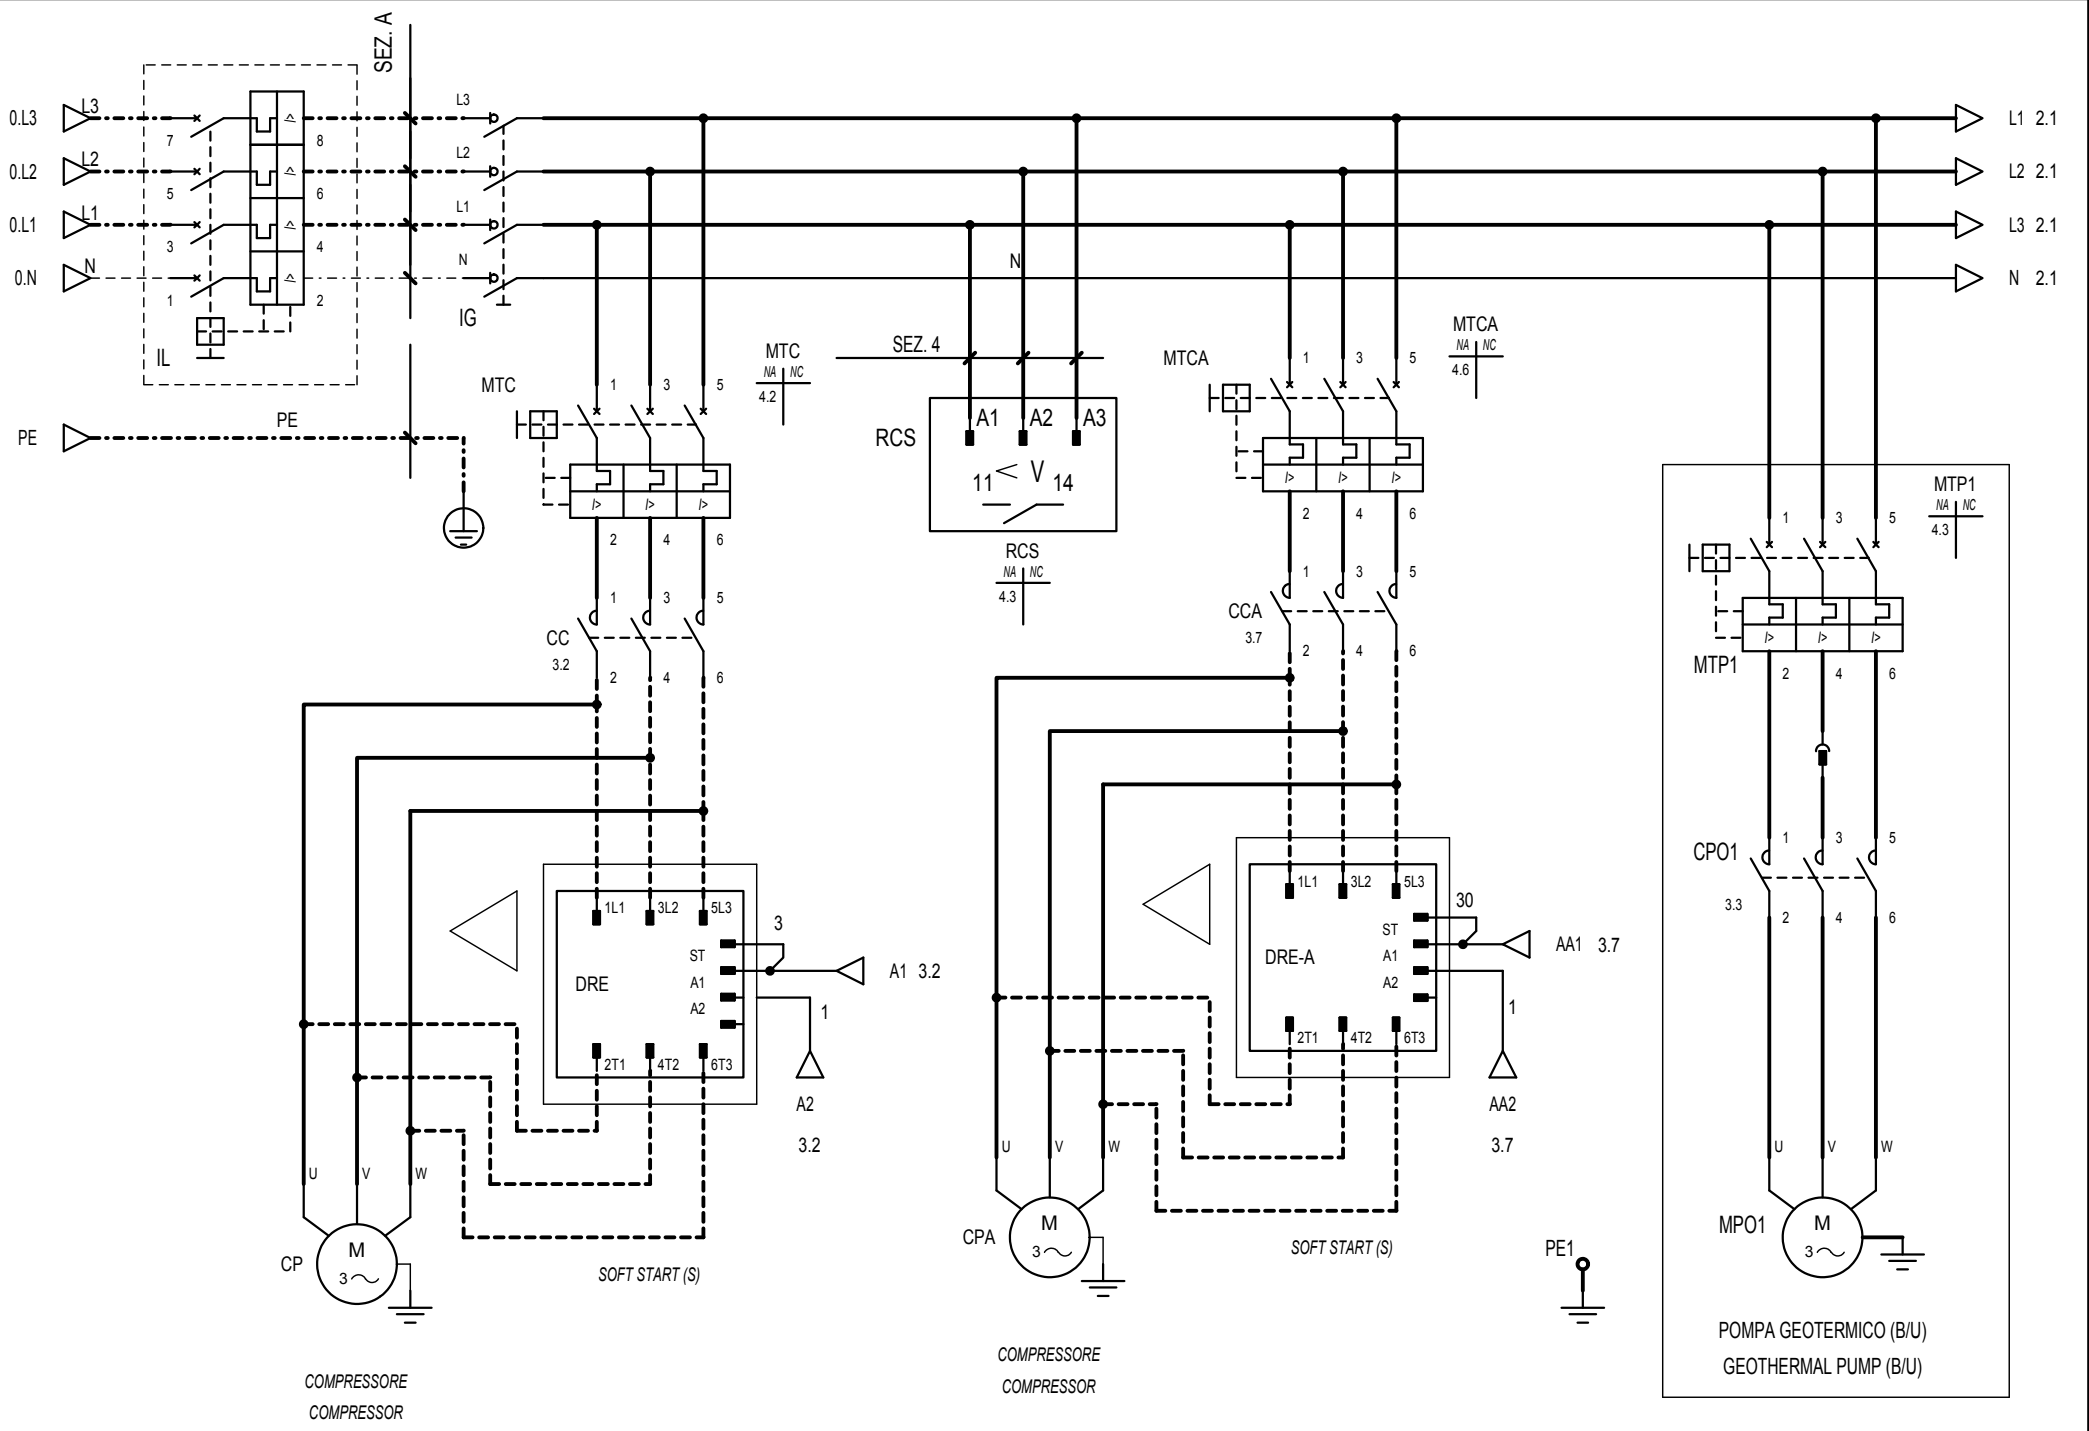 SEZ. A
0.L3 L3 7 8 L3 L1 2.1
0.L2 L2 5 6 L2 L2 2.1
0.L1 L1 3 4 L1 L3 2.1
0.N N 1 2 N N N 2.1
IL
IG
PE PE
MTC 1 3 5
MTC
NA NC
4.2
I> I> I>
2 4 6
CC 1 3 5
3.2
2 4 6
1L1 3L2 5L3
3
ST
A1
A2
DRE
A1 3.2
1
2T1 4T2 6T3
A2
3.2
U V W
CP
M
3
SOFT START (S)
COMPRESSORE
COMPRESSOR
SEZ. 4
RCS
A1 A2 A3
< V
11 14
RCS
NA NC
4.3
MTCA 1 3 5
MTCA
NA NC
4.6
I> I> I>
2 4 6
CCA 1 3 5
3.7
2 4 6
1L1 3L2 5L3
30
ST
A1
A2
DRE-A
AA1 3.7
1
2T1 4T2 6T3
AA2
3.7
U V W
CPA
M
3
SOFT START (S)
COMPRESSORE
COMPRESSOR
PE1
MTP1
NA NC
4.3
1 3 5
I> I> I>
MTP1
2 4 6
CPO1 1 3 5
3.3
2 4 6
U V W
MPO1
M
3
POMPA GEOTERMICO (B/U)
GEOTHERMAL PUMP (B/U)